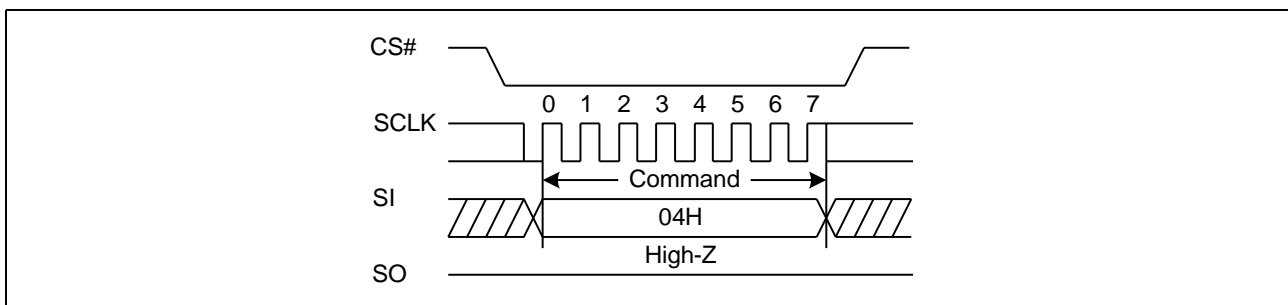 CS#
0 1 2 3 4 5 6 7
SCLK
Command
SI
04H
High-Z
SO